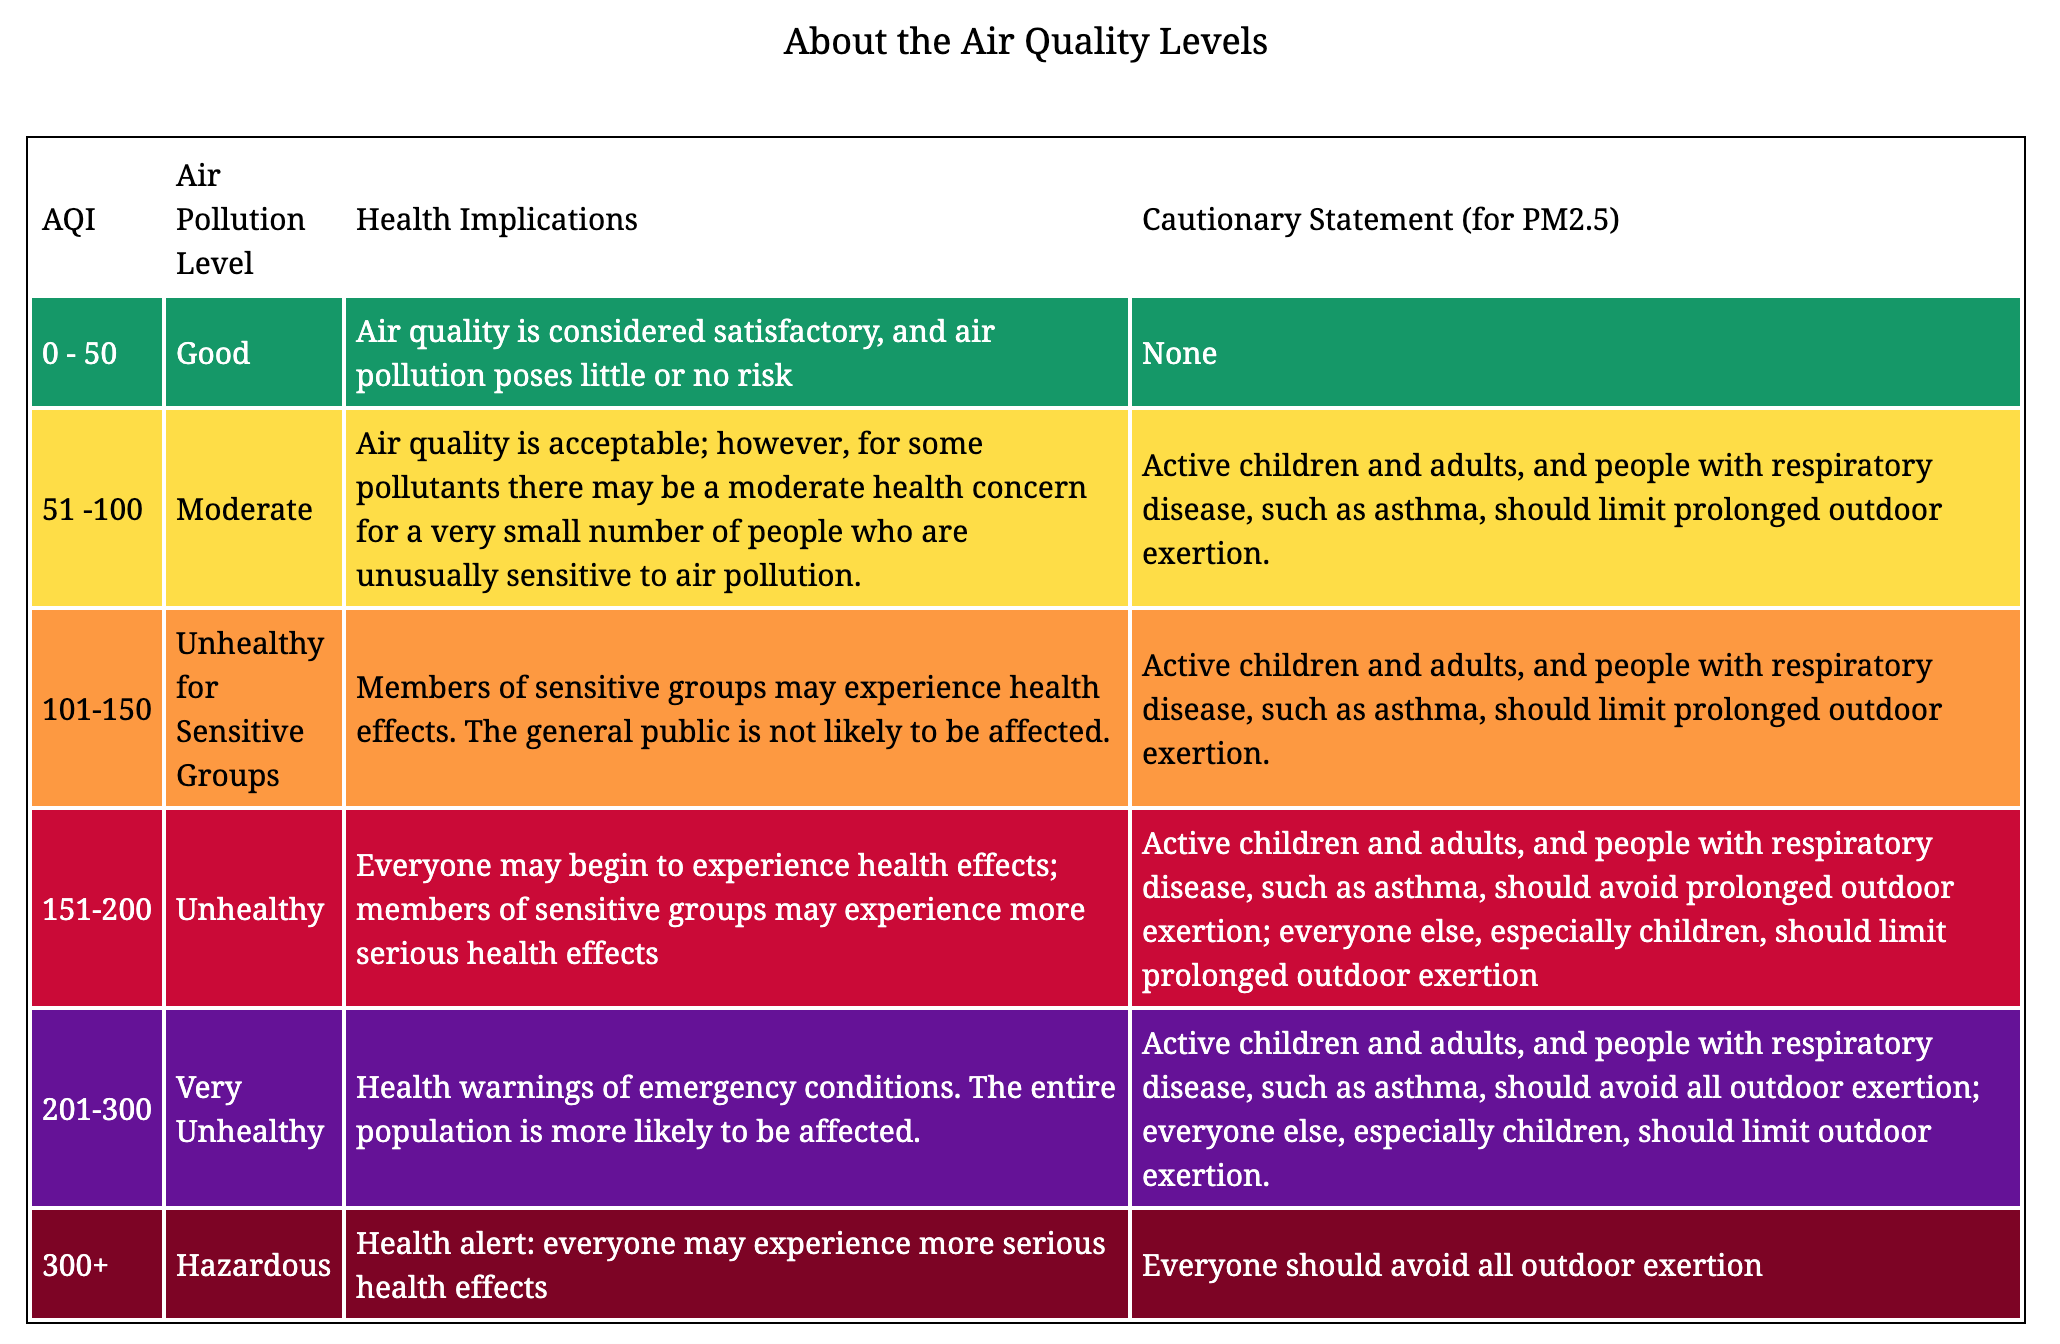 About the Air Quality Levels
AQI
Air
Pollution
Level
Health Implications
Cautionary Statement (for PM2.5)
0 - 50
Good
Air quality is considered satisfactory, and air
pollution poses little or no risk
None
51 -100
Moderate
Air quality is acceptable; however, for some
pollutants there may be a moderate health concern
for a very small number of people who are
unusually sensitive to air pollution.
Active children and adults, and people with respiratory
disease, such as asthma, should limit prolonged outdoor
exertion.
101-150
Unhealthy
for
Sensitive
Groups
Members of sensitive groups may experience health
effects. The general public is not likely to be affected.
Active children and adults, and people with respiratory
disease, such as asthma, should limit prolonged outdoor
exertion.
151-200
Unhealthy
Everyone may begin to experience health effects;
members of sensitive groups may experience more
serious health effects
Active children and adults, and people with respiratory
disease, such as asthma, should avoid prolonged outdoor
exertion; everyone else, especially children, should limit
prolonged outdoor exertion
201-300
Very
Unhealthy
Health warnings of emergency conditions. The entire
population is more likely to be affected.
Active children and adults, and people with respiratory
disease, such as asthma, should avoid all outdoor exertion;
everyone else, especially children, should limit outdoor
exertion.
300+
Hazardous
Health alert: everyone may experience more serious
health effects
Everyone should avoid all outdoor exertion